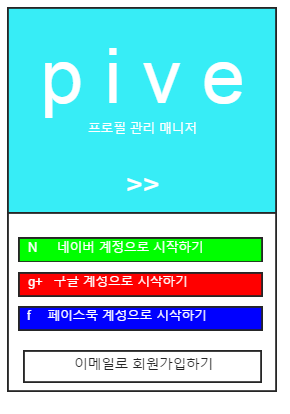 pive
프로필 관리 매니저
>>
N 네이버 계정으로 시작하기
g+ 구글 계정으로 시작하기
f 페이스북 계정으로 시작하기
이메일로 회원가입하기